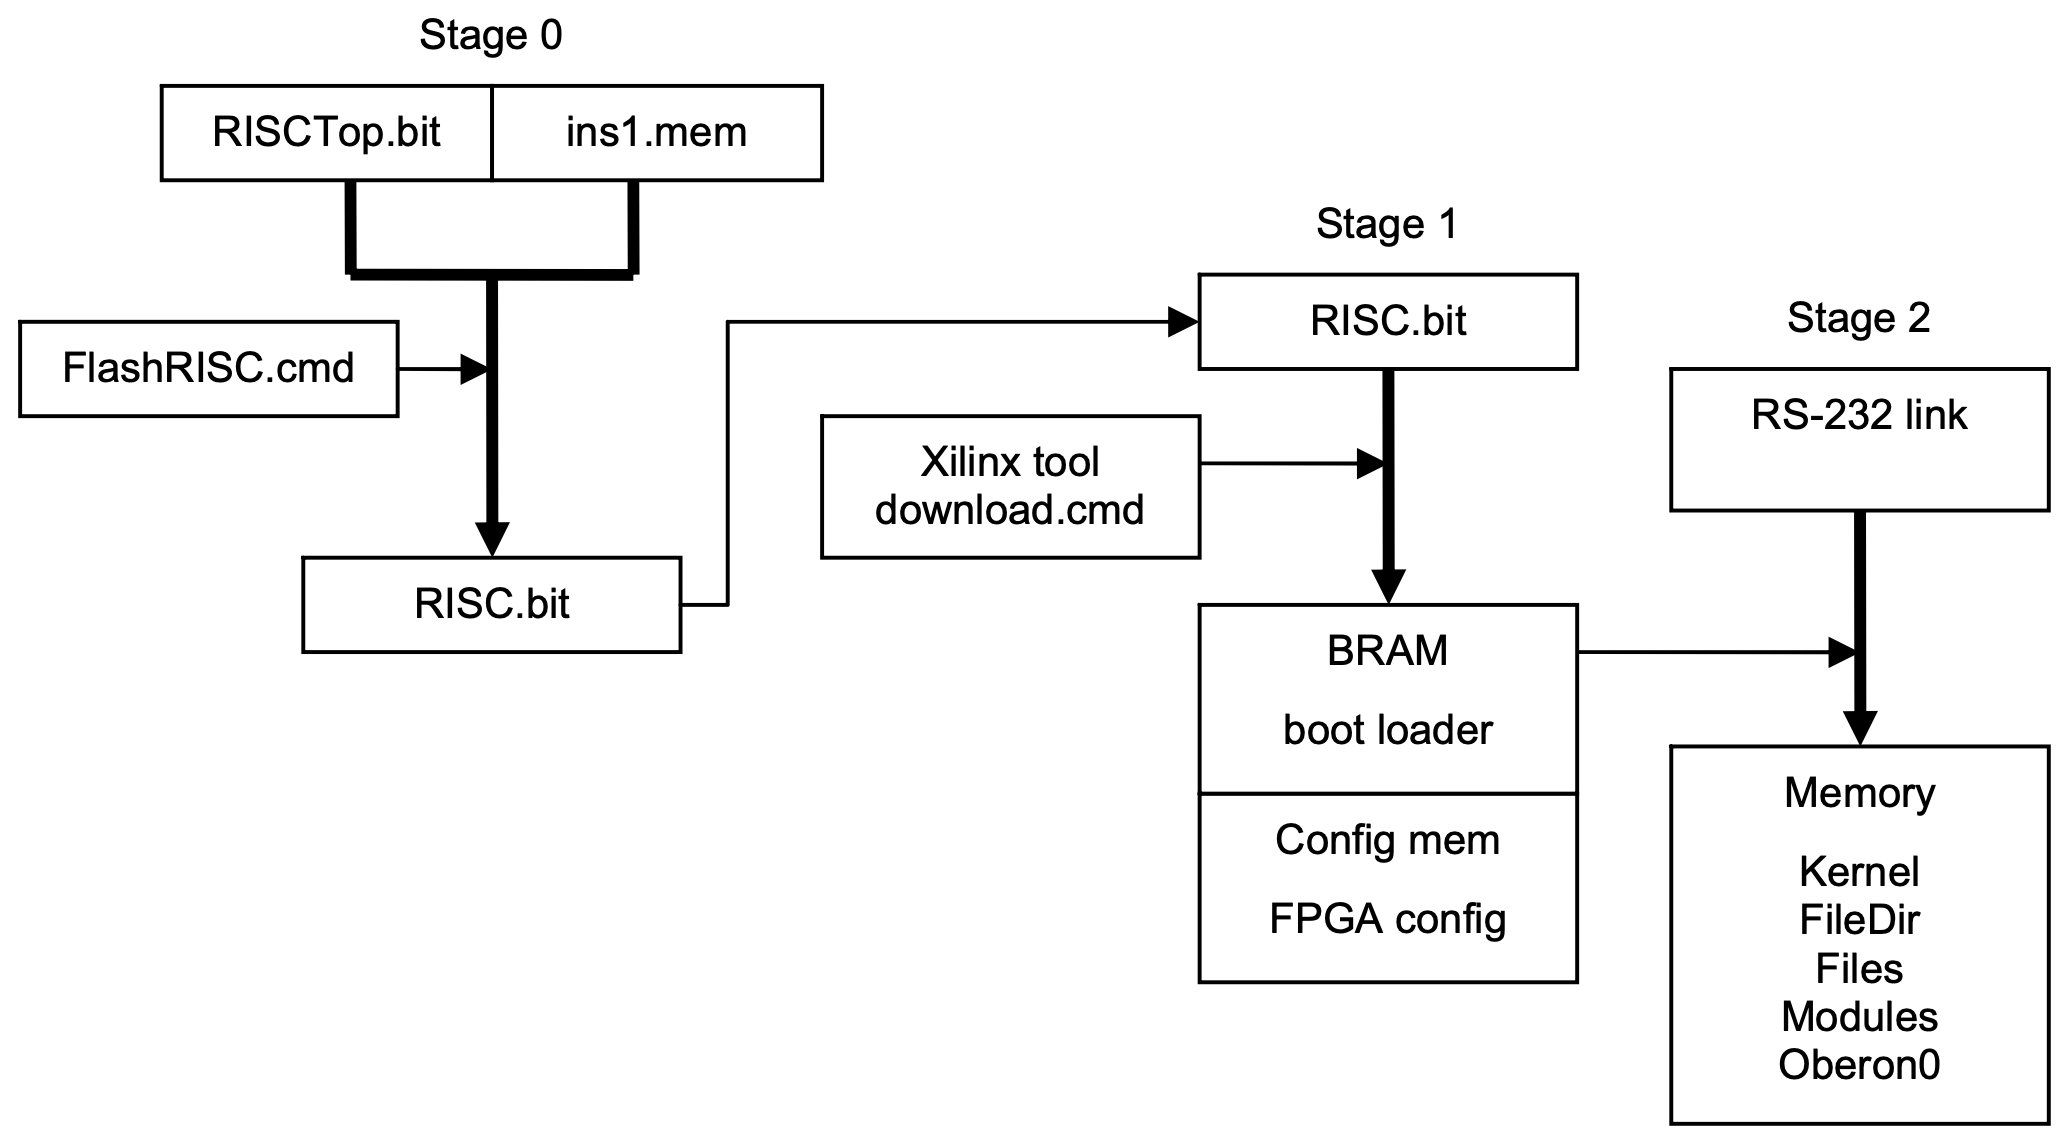 Stage 0
RISCTop.bit
ins1.mem
FlashRISC.cmd
RISC.bit
Stage 1
RISC.bit
Xilinx tool
download.cmd
BRAM
boot loader
Config mem
FPGA config
Stage 2
RS-232 link
Memory
Kernel
FileDir
Files
Modules
Oberon0